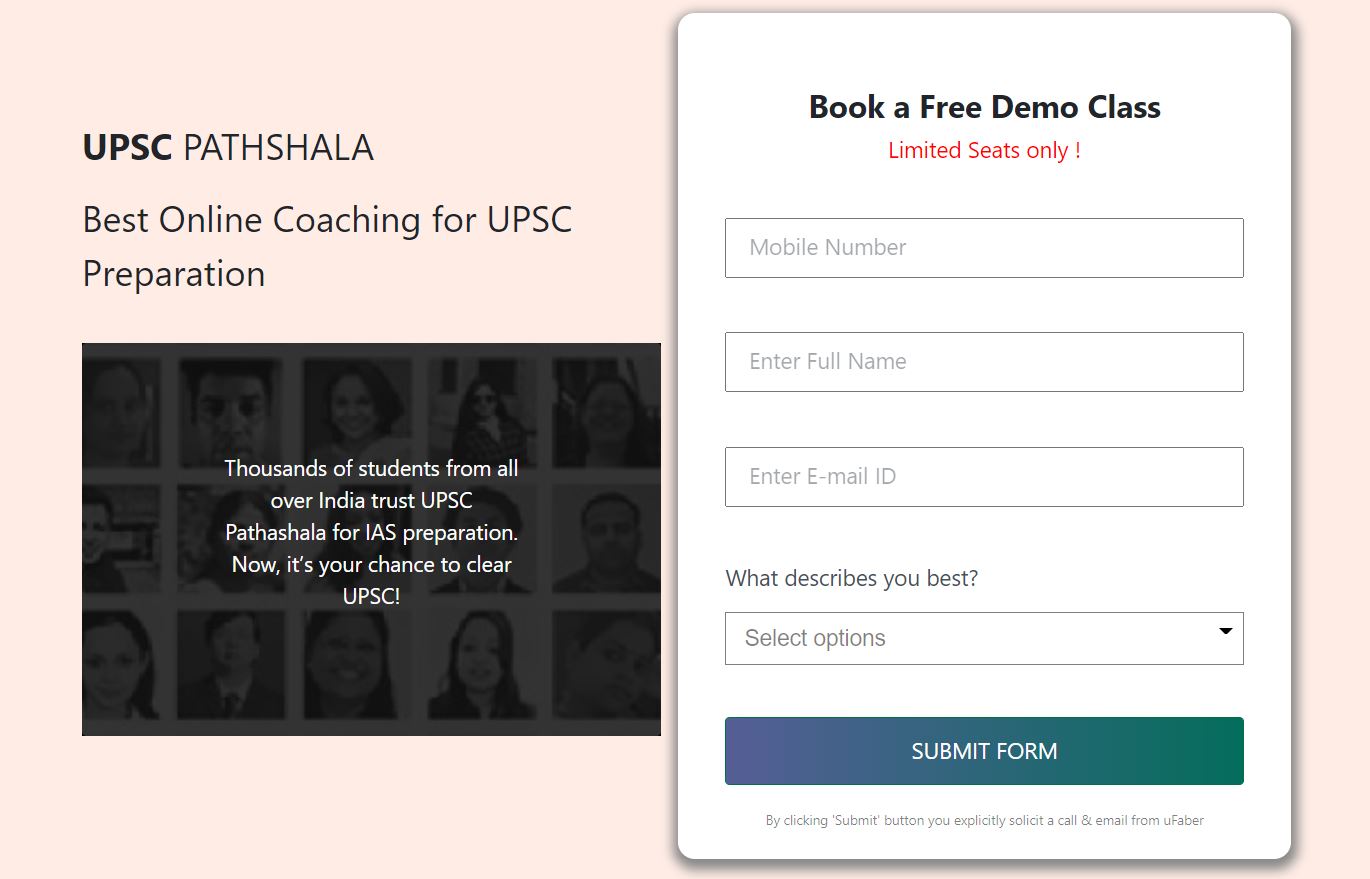 UPSC PATHSHALA
Best Online Coaching for UPSC
Preparation
Thousands of students from all
over India trust UPSC
Pathashala for IAS preparation.
Now, it’s your chance to clear
UPSC!
Book a Free Demo Class
Limited Seats only !
Mobile Number
Enter Full Name
Enter E-mail ID
What describes you best?
Select options
SUBMIT FORM
By clicking 'Submit' button you explicitly solicit a call & email from uFaber